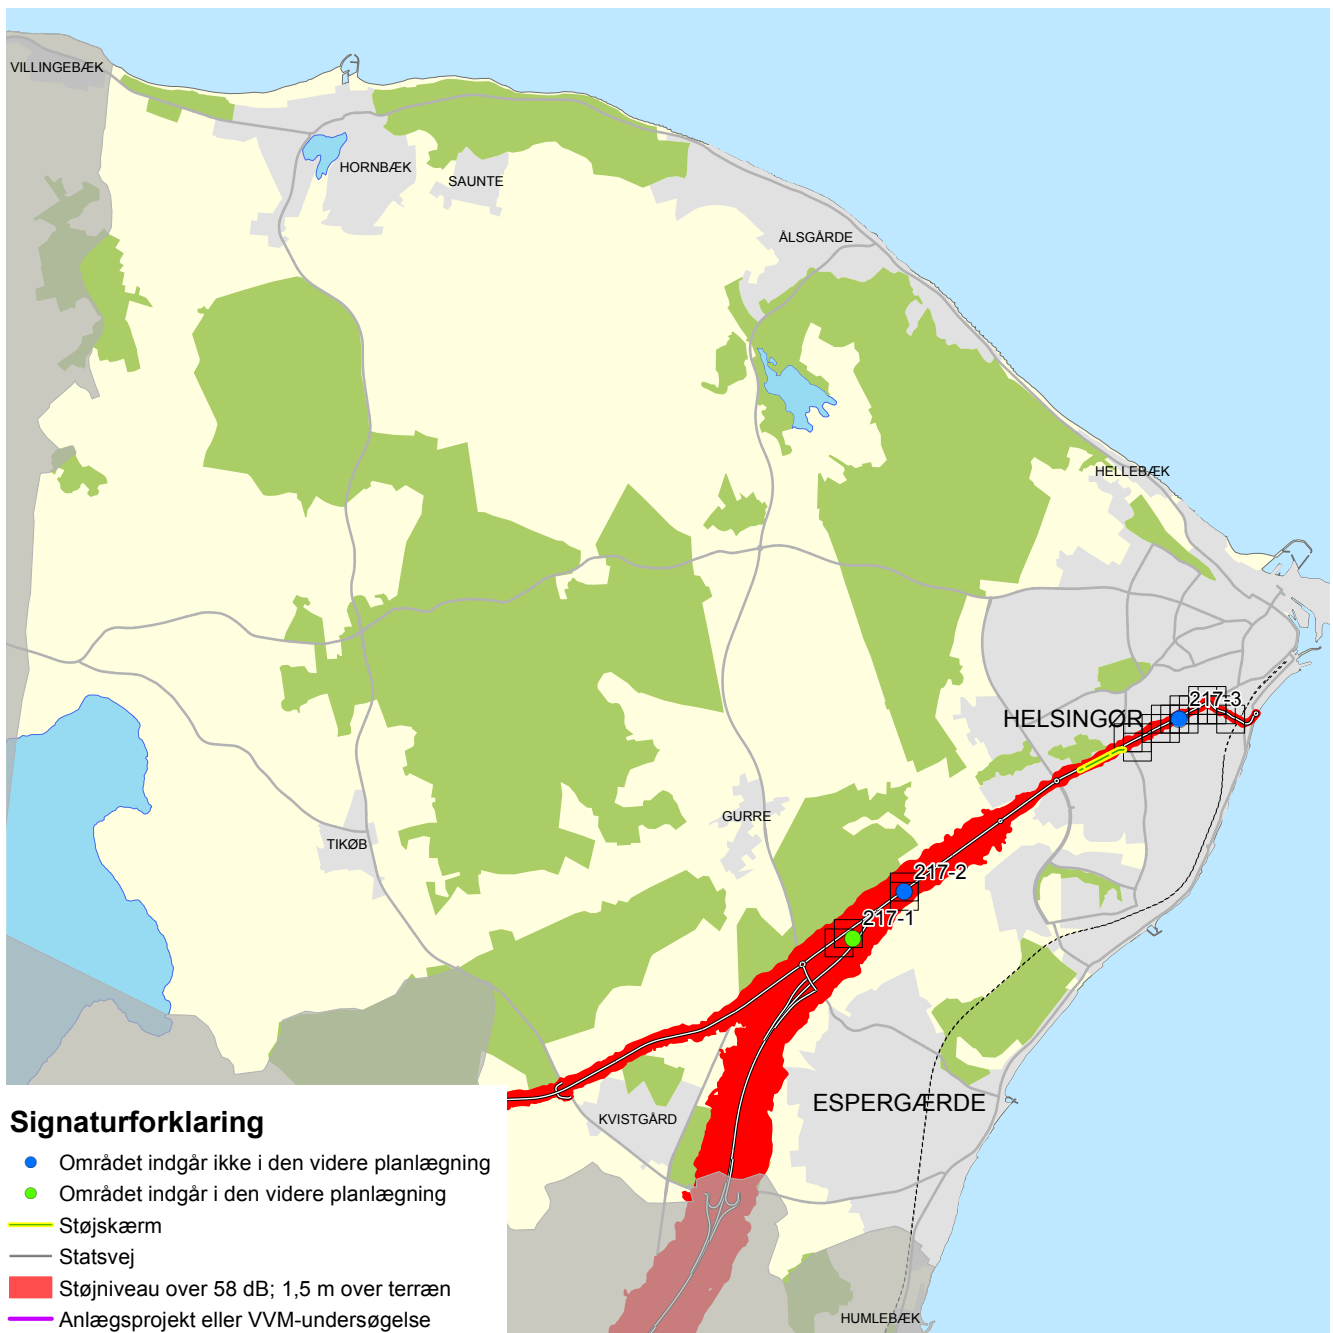 VILLINGEBÆK
HORNBÆK
SAUNTE
ÅLSGÅRDE
HELLEBÆK
217-3
HELSINGØR
GURRE
TIKØB
217-2
217-1
ESPERGÆRDE
KVISTGÅRD
HUMLEBÆK
Signaturforklaring
Området indgår ikke i den videre planlægning
Området indgår i den videre planlægning
Støjskærm
Statsvej
Støjniveau over 58 dB; 1,5 m over terræn
Anlægsprojekt eller VVM-undersøgelse